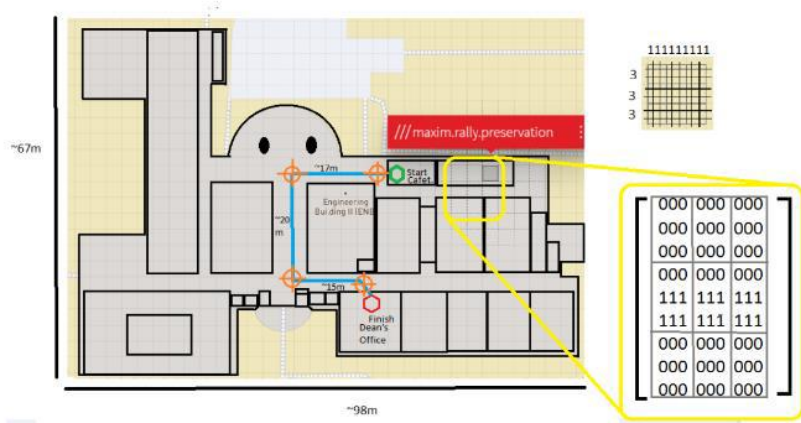 111111111
3
3
3
///maxim.rally.preservation
~67m
~17m
Start
Cafet.
Engineering
Building II (ENB
~20
m
~15m
Finish
Dean's
Office
000 000 000
000 000 000
000 000 000
000 000 000
111 111 111
111 111 111
000 000 000
000 000 000
000 000 000
~98m